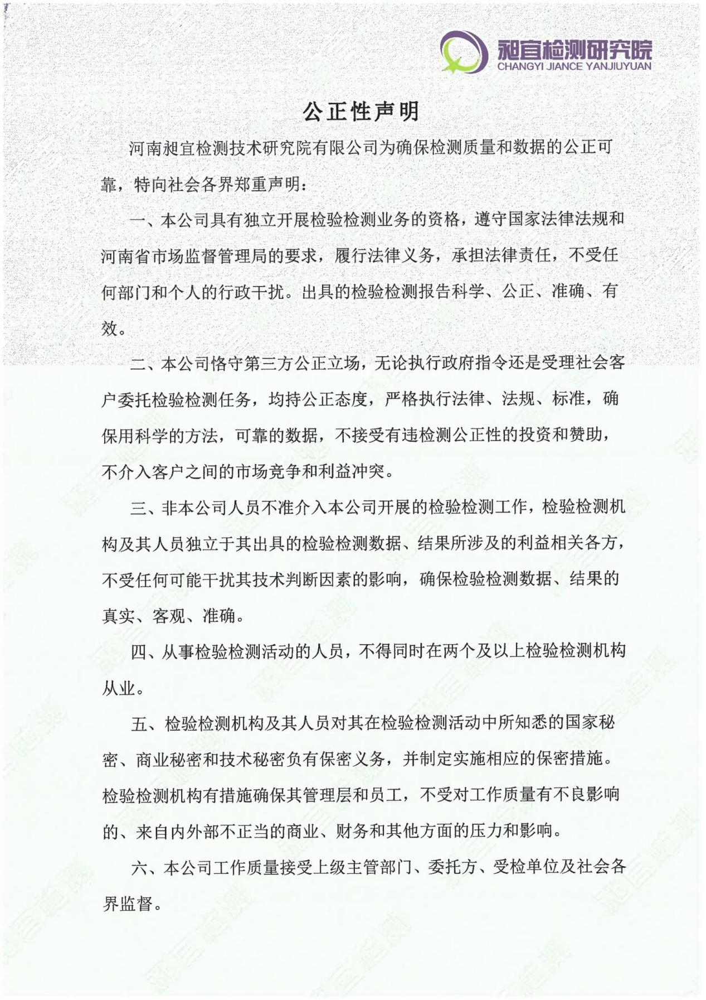 昶宜检测研究院
CHANGYI JIANCE YANJIUYUAN
公正性声明
河南昶宜检测技术研究院有限公司为确保检测质量和数据的公正可
靠，特向社会各界郑重声明：
一、本公司具有独立开展检验检测业务的资格，遵守国家法律法规和
河南省市场监督管理局的要求，履行法律义务，承担法律责任，不受任
何部门和个人的行政干扰。出具的检验检测报告科学、公正、准确、有
效。
二、本公司恪守第三方公正立场，无论执行政府指令还是受理社会客
户委托检验检测任务，均持公正态度，严格执行法律、法规、标准，确
保用科学的方法，可靠的数据，不接受有违检测公正性的投资和赞助，
不介入客户之间的市场竞争和利益冲突。
三、非本公司人员不准介入本公司开展的检验检测工作，检验检测机
构及其人员独立于其出具的检验检测数据、结果所涉及的利益相关各方，
不受任何可能干扰其技术判断因素的影响，确保检验检测数据、结果的
真实、客观、准确。
四、从事检验检测活动的人员，不得同时在两个及以上检验检测机构
从业。
五、检验检测机构及其人员对其在检验检测活动中所知悉的国家秘
密、商业秘密和技术秘密负有保密义务，并制定实施相应的保密措施。
检验检测机构有措施确保其管理层和员工，不受对工作质量有不良影响
的、来自内外部不正当的商业、财务和其他方面的压力和影响。
六、本公司工作质量接受上级主管部门、委托方、受检单位及社会各
界监督。